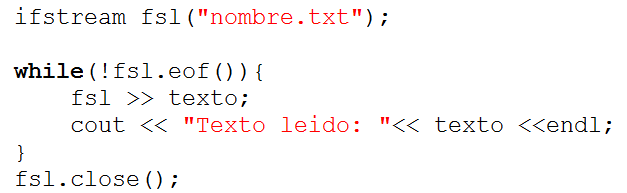 ifstream fsl("nombre.txt");
while(!fsl.eof()){
fsl >> texto;
cout << "Texto leido: "<< texto <<endl;
}
fsl.close();